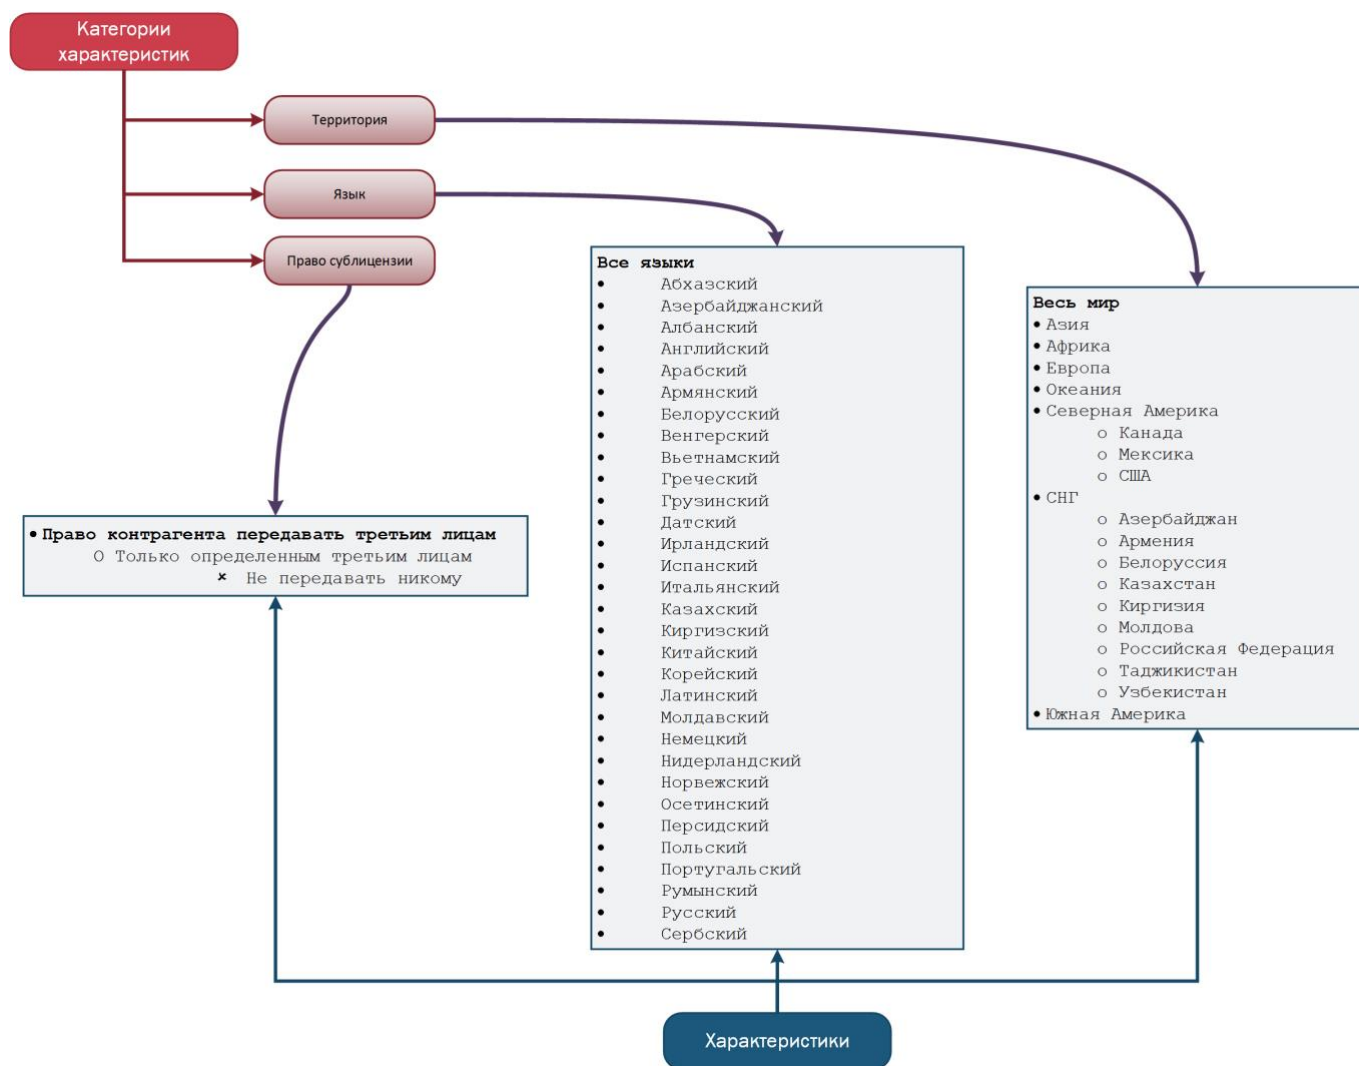 Категории
характеристик
Территория
Язык
Право сублицензии
Все языки
• Абхазский
• Азербайджанский
• Албанский
• Английский
• Арабский
• Армянский
• Белорусский
• Венгерский
• Вьетнамский
• Греческий
• Грузинский
• Датский
• Ирландский
• Испанский
• Итальянский
• Казахский
• Киргизский
• Китайский
• Корейский
• Латинский
• Молдавский
• Немецкий
• Нидерландский
• Норвежский
• Осетинский
• Персидский
• Польский
• Португальский
• Румынский
• Русский
• Сербский
Весь мир
• Азия
• Африка
• Европа
• Океания
• Северная Америка
o Канада
o Мексика
o США
• СНГ
o Азербайджан
o Армения
o Белоруссия
o Казахстан
o Киргизия
o Молдова
o Российская Федерация
o Таджикистан
o Узбекистан
• Южная Америка
• Право контрагента передавать третьим лицам
O Только определенным третьим лицам
× Не передавать никому
Характеристики